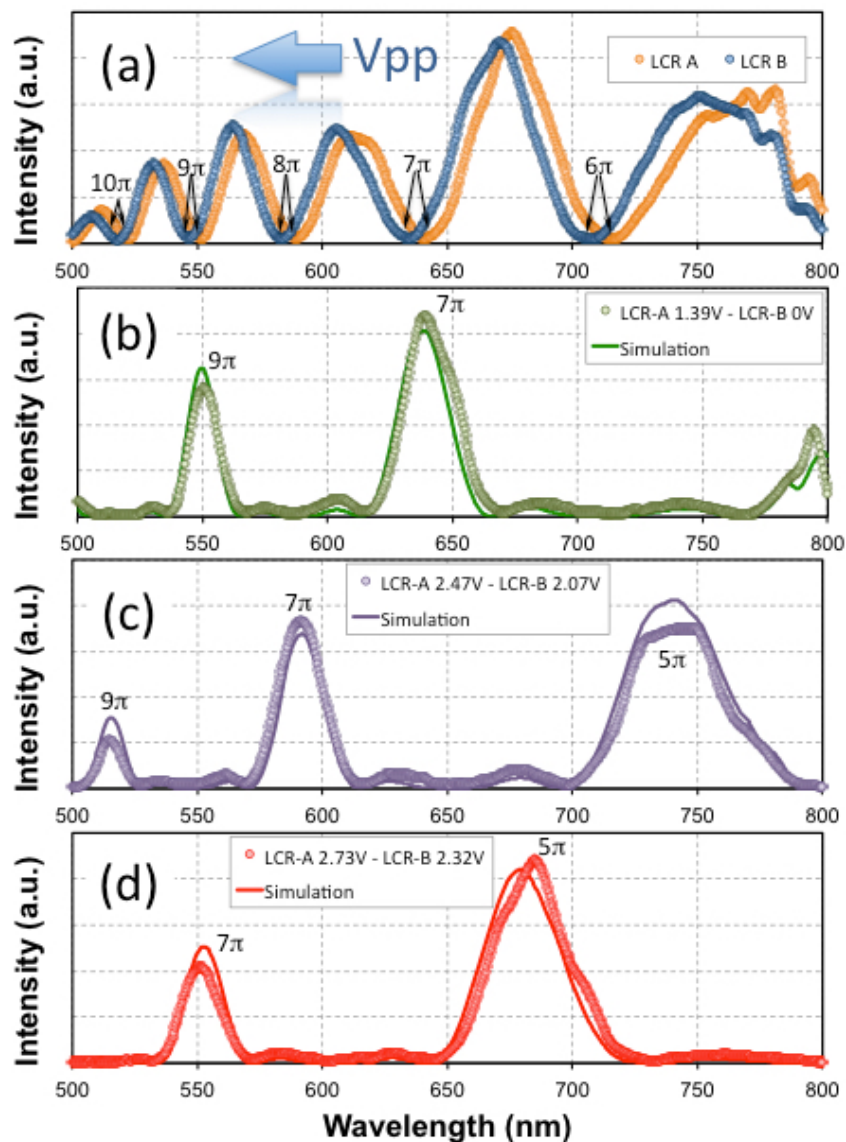 Intensity (a.u.)
(a)
Vpp
LCR A
LCR B
10π
9π
8π
7π
6π
500 550 600 650 700 750 800
Intensity (a.u.)
(b)
9π
7π
LCR-A 1.39V - LCR-B 0V
Simulation
500 550 600 650 700 750 800
Intensity (a.u.)
(c)
LCR-A 2.47V - LCR-B 2.07V
Simulation
9π
7π
5π
500 550 600 650 700 750 800
Intensity (a.u.)
(d)
LCR-A 2.73V - LCR-B 2.32V
Simulation
7π
5π
500 550 600 650 700 750 800
Wavelength (nm)